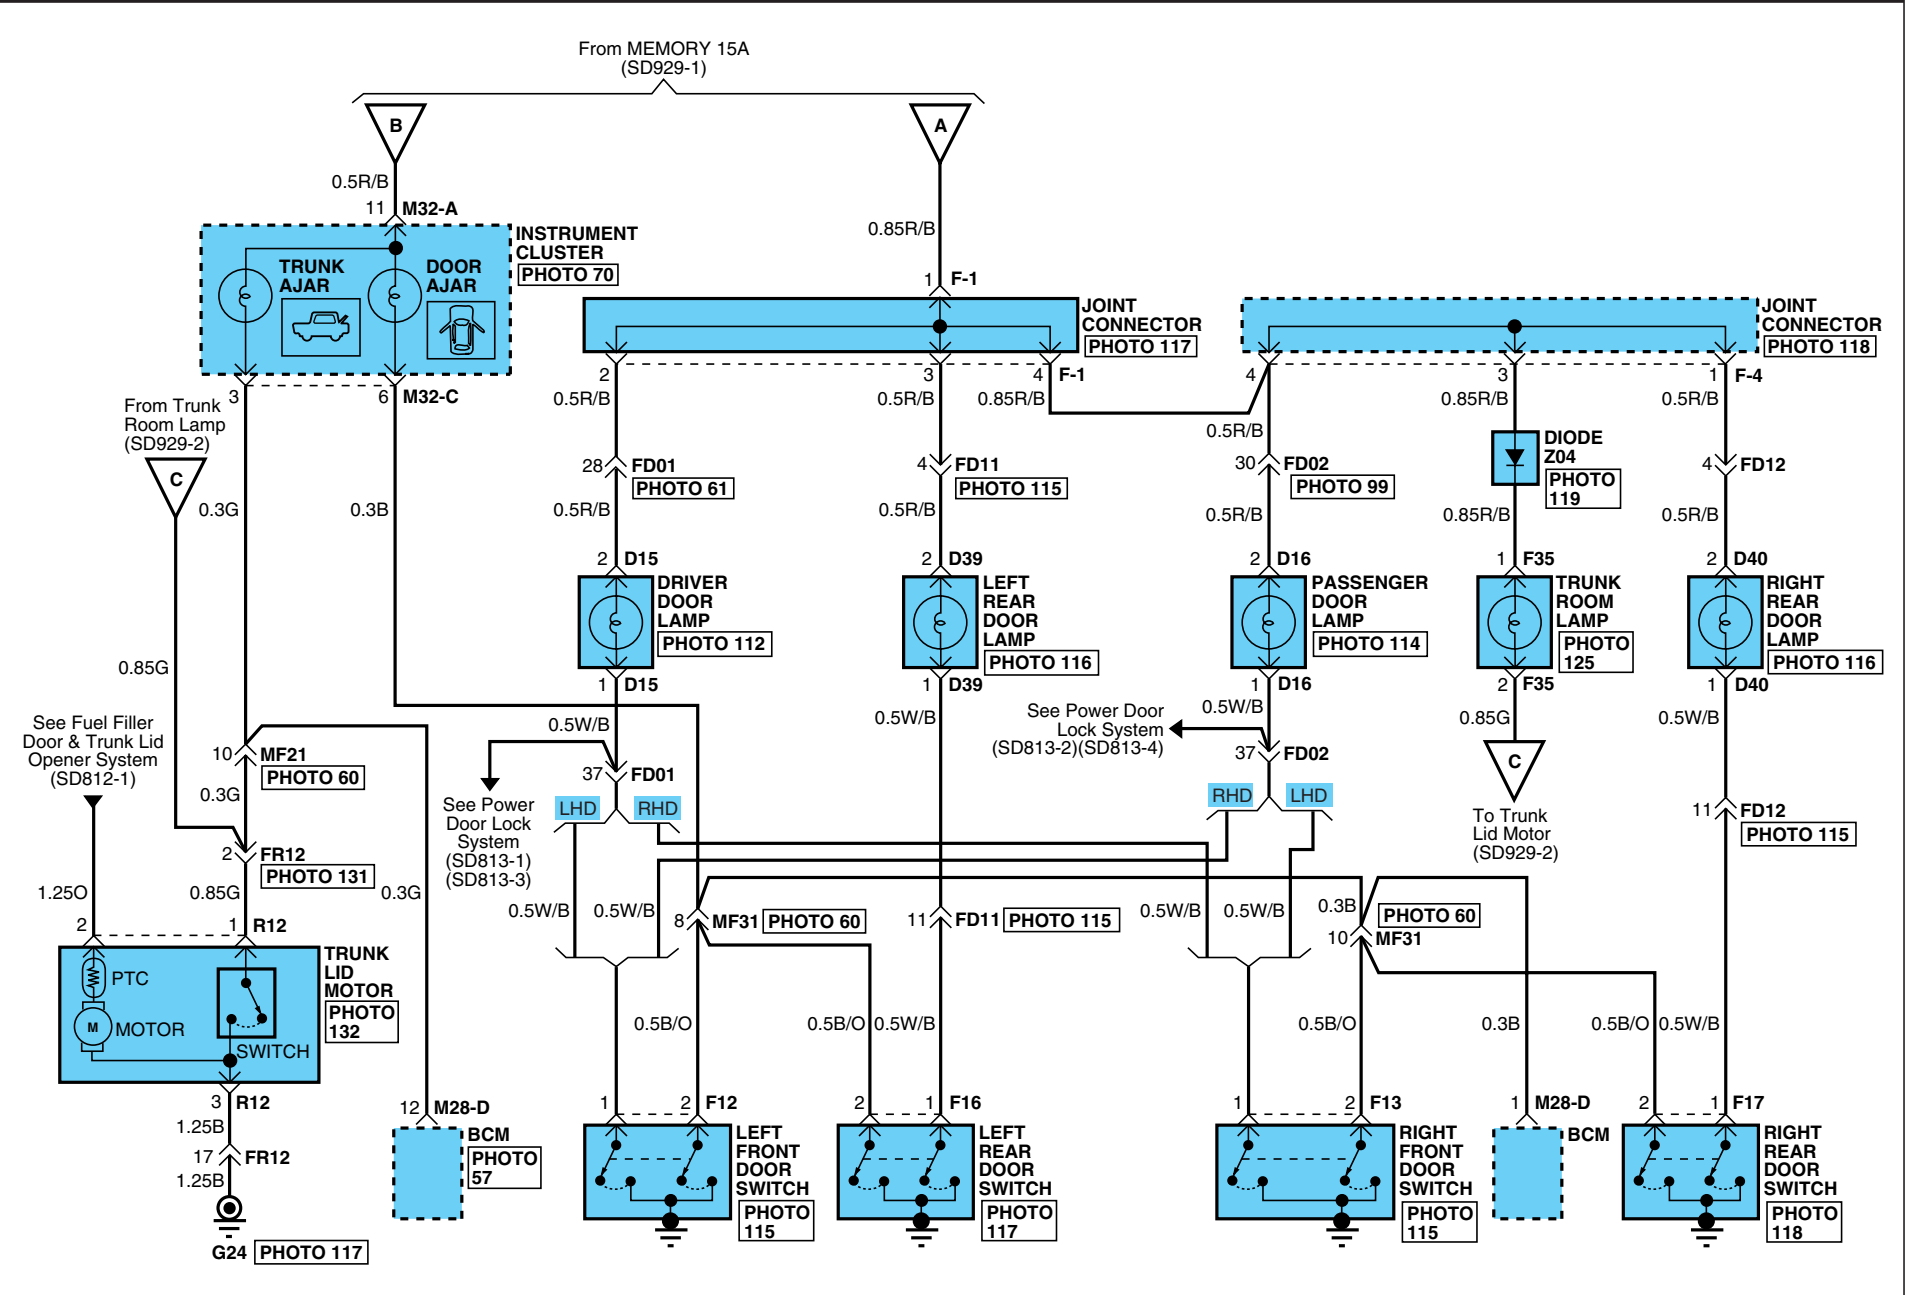 From MEMORY 15A
(SD929-1)
B
A
0.5R/B
11 M32-A
0.85R/B
INSTRUMENT
CLUSTER
PHOTO 70
TRUNK
AJAR
DOOR
AJAR
1 F-1
JOINT
CONNECTOR
PHOTO 117
JOINT
CONNECTOR
PHOTO 118
3
6 M32-C
2
3
4 F-1
4
3
1 F-4
0.5R/B
0.5R/B
0.85R/B
0.85R/B
0.5R/B
From Trunk
Room Lamp
(SD929-2)
C
0.5R/B
DIODE
Z04
PHOTO
119
28 FD01
PHOTO 61
4 FD11
PHOTO 115
30 FD02
PHOTO 99
4 FD12
0.3G
0.3B
0.5R/B
0.5R/B
0.5R/B
0.85R/B
0.5R/B
2 D15
2 D39
2 D16
1 F35
2 D40
DRIVER
DOOR
LAMP
PHOTO 112
LEFT
REAR
DOOR
LAMP
PHOTO 116
PASSENGER
DOOR
LAMP
PHOTO 114
TRUNK
ROOM
LAMP
PHOTO
125
RIGHT
REAR
DOOR
LAMP
PHOTO 116
0.85G
1 D15
1 D39
1 D16
2 F35
1 D40
0.5W/B
0.5W/B
0.5W/B
0.85G
0.5W/B
See Fuel Filler
Door & Trunk Lid
Opener System
(SD812-1)
10 MF21
PHOTO 60
0.3G
See Power Door
Lock System
(SD813-2)(SD813-4)
37 FD01
37 FD02
C
LHD
RHD
RHD
LHD
See Power
Door Lock
System
(SD813-1)
(SD813-3)
To Trunk
Lid Motor
(SD929-2)
11 FD12
PHOTO 115
2 FR12
PHOTO 131
1.25O
0.85G
0.3G
0.5W/B
0.5W/B
8 MF31
PHOTO 60
11 FD11
PHOTO 115
0.5W/B
0.5W/B
0.3B
PHOTO 60
10 MF31
2
1 R12
TRUNK
LID
MOTOR
PHOTO
132
PTC
M
MOTOR
SWITCH
0.5B/O
0.5B/O
0.5W/B
0.5B/O
0.3B
0.5B/O
0.5W/B
3 R12
1.25B
17 FR12
1.25B
G24
PHOTO 117
12 M28-D
BCM
PHOTO
57
1
2 F12
LEFT
FRONT
DOOR
SWITCH
PHOTO
115
2
1 F16
LEFT
REAR
DOOR
SWITCH
PHOTO
117
1
2 F13
RIGHT
FRONT
DOOR
SWITCH
PHOTO
115
1 M28-D
BCM
2
1 F17
RIGHT
REAR
DOOR
SWITCH
PHOTO
118